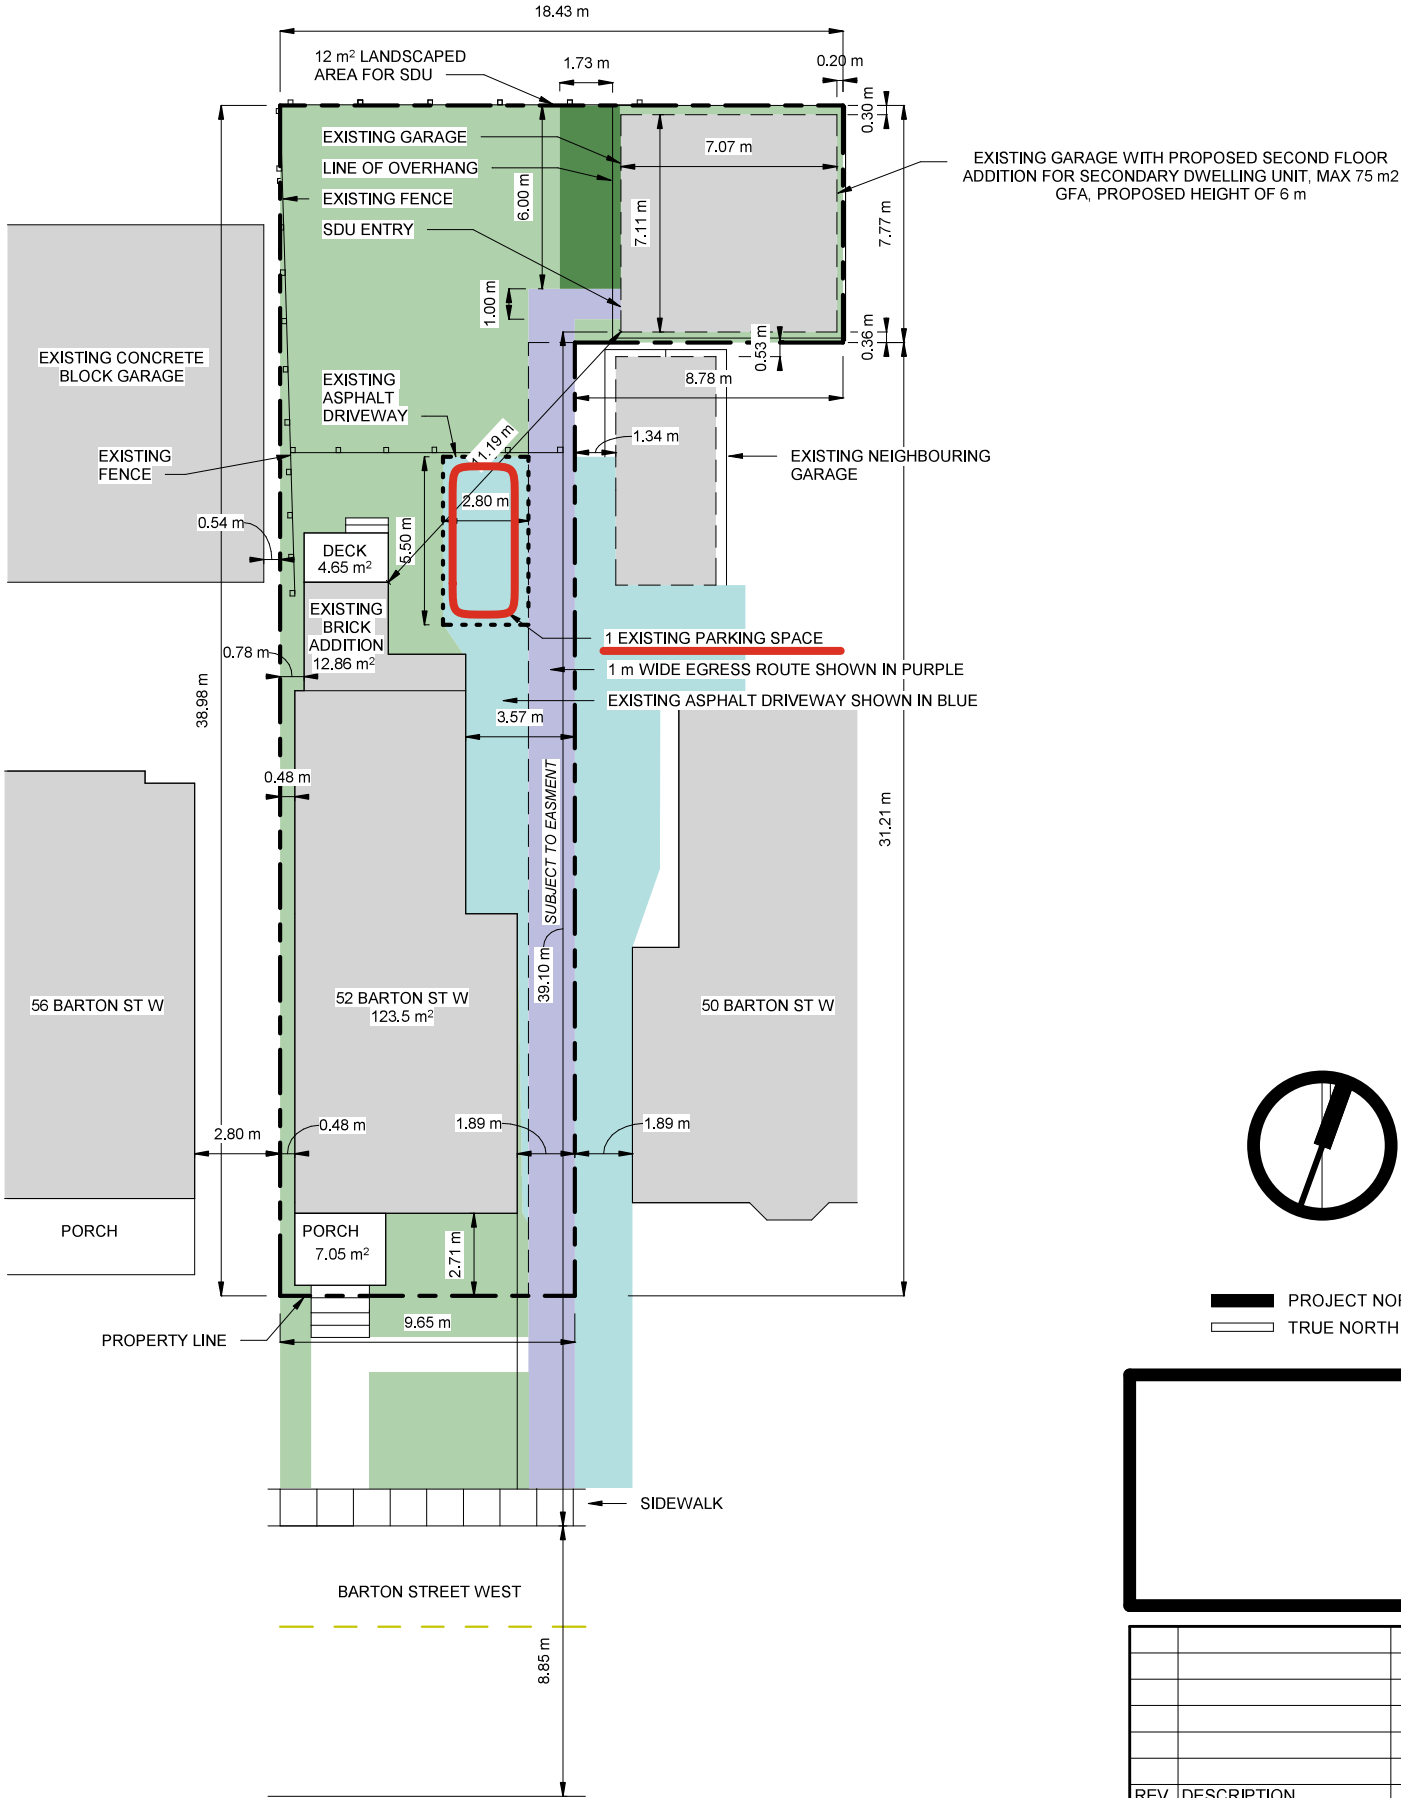 18.43 m
12 m² LANDSCAPED
AREA FOR SDU
1.73 m
0.20 m
0.30 m
EXISTING GARAGE
7.07 m
LINE OF OVERHANG
EXISTING FENCE
SDU ENTRY
6.00 m
7.11 m
7.77 m
EXISTING GARAGE WITH PROPOSED SECOND FLOOR
ADDITION FOR SECONDARY DWELLING UNIT, MAX 75 m2
GFA, PROPOSED HEIGHT OF 6 m
1.00 m
0.53 m
0.36 m
EXISTING CONCRETE
BLOCK GARAGE
EXISTING
ASPHALT
DRIVEWAY
8.78 m
11.19 m
1.34 m
EXISTING
FENCE
EXISTING NEIGHBOURING
GARAGE
2.80 m
0.54 m
5.50 m
DECK
4.65 m²
EXISTING
BRICK
ADDITION
12.86 m²
1 EXISTING PARKING SPACE
0.78 m
1 m WIDE EGRESS ROUTE SHOWN IN PURPLE
EXISTING ASPHALT DRIVEWAY SHOWN IN BLUE
38.98 m
3.57 m
0.48 m
SUBJECT TO EASMENT
31.21 m
39.10 m
56 BARTON ST W
52 BARTON ST W
123.5 m²
50 BARTON ST W
2.80 m
0.48 m
1.89 m
1.89 m
PORCH
PORCH
7.05 m²
2.71 m
PROJECT NOR
TRUE NORTH
PROPERTY LINE
9.65 m
SIDEWALK
BARTON STREET WEST
8.85 m
REV DESCRIPTION